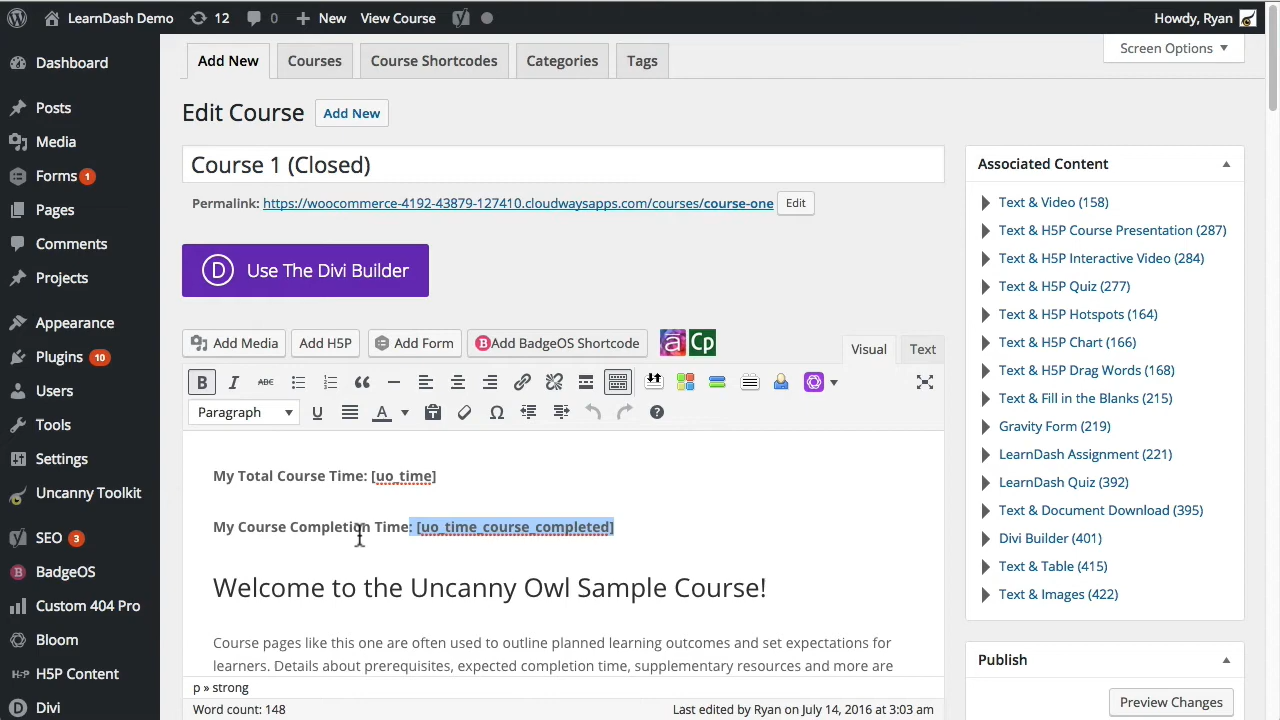 LearnDash Demo 12 0 New View Course Howdy, Ryan
Dashboard
Posts
Media
Forms 1
Pages
Comments
Projects
Appearance
Plugins 10
Users
Tools
Settings
Uncanny Toolkit
SEO 3
BadgeOS
Custom 404 Pro
Bloom
H5P Content
Divi
Add New Courses Course Shortcodes Categories Tags
Screen Options
Edit Course Add New
Course 1 (Closed)
Permalink: https://woocommerce-4192-43879-127410.cloudwaysapps.com/courses/course-one Edit
D Use The Divi Builder
Add Media Add H5P Add Form Add BadgeOS Shortcode a Cp
Visual Text
B I ABC
Paragraph U A Ω ?
My Total Course Time: [uo_time]
My Course Completion Time: [uo_time_course_completed]
Welcome to the Uncanny Owl Sample Course!
Course pages like this one are often used to outline planned learning outcomes and set expectations for
learners. Details about prerequisites, expected completion time, supplementary resources and more are
p » strong
Word count: 148 Last edited by Ryan on July 14, 2016 at 3:03 am
Associated Content
Text & Video (158)
Text & H5P Course Presentation (287)
Text & H5P Interactive Video (284)
Text & H5P Quiz (277)
Text & H5P Hotspots (164)
Text & H5P Chart (166)
Text & H5P Drag Words (168)
Text & Fill in the Blanks (215)
Gravity Form (219)
LearnDash Assignment (221)
LearnDash Quiz (392)
Text & Document Download (395)
Divi Builder (401)
Text & Table (415)
Text & Images (422)
Publish
Preview Changes